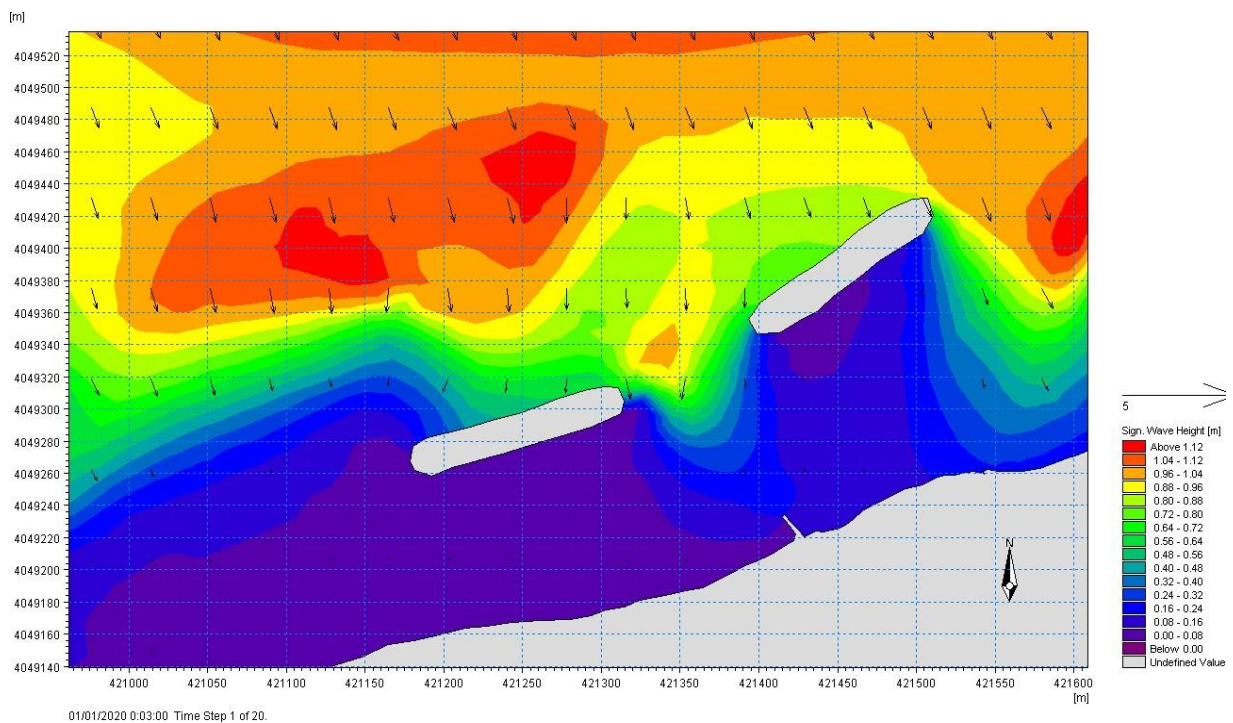 [m]
4049520
4049500
4049480
4049460
4049440
4049420
4049400
4049380
4049360
4049340
4049320
4049300
4049280
4049260
4049240
4049220
4049200
4049180
4049160
4049140
421000 421050 421100 421150 421200 421250 421300 421350 421400 421450 421500 421550 421600
[m]
N
5
Sign. Wave Height [m]
Above 1.12
1.04 - 1.12
0.96 - 1.04
0.88 - 0.96
0.80 - 0.88
0.72 - 0.80
0.64 - 0.72
0.56 - 0.64
0.48 - 0.56
0.40 - 0.48
0.32 - 0.40
0.24 - 0.32
0.16 - 0.24
0.08 - 0.16
0.00 - 0.08
Below 0.00
Undefined Value
01/01/2020 0:03:00 Time Step 1 of 20.